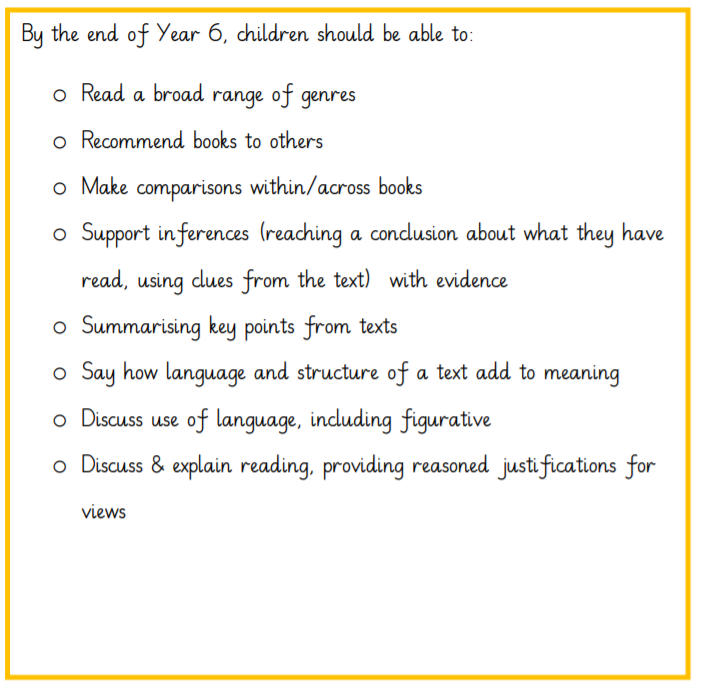 By the end of Year 6, children should be able to:
o Read a broad range of genres
o Recommend books to others
o Make comparisons within/across books
o Support inferences (reaching a conclusion about what they have
read, using clues from the text) with evidence
o Summarising key points from texts
o Say how language and structure of a text add to meaning
o Discuss use of language, including figurative
o Discuss & explain reading, providing reasoned justifications for
views